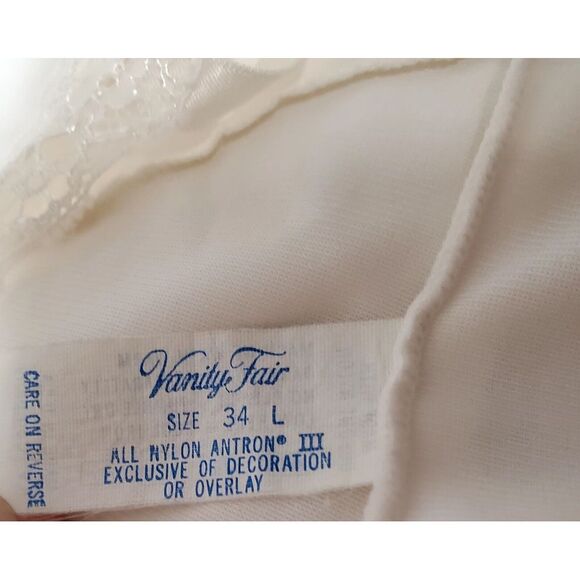 Vanity Fair
SIZE 34 L
ALL NYLON ANTRON® III
EXCLUSIVE OF DECORATION
OR OVERLAY
CARE ON REVERSE